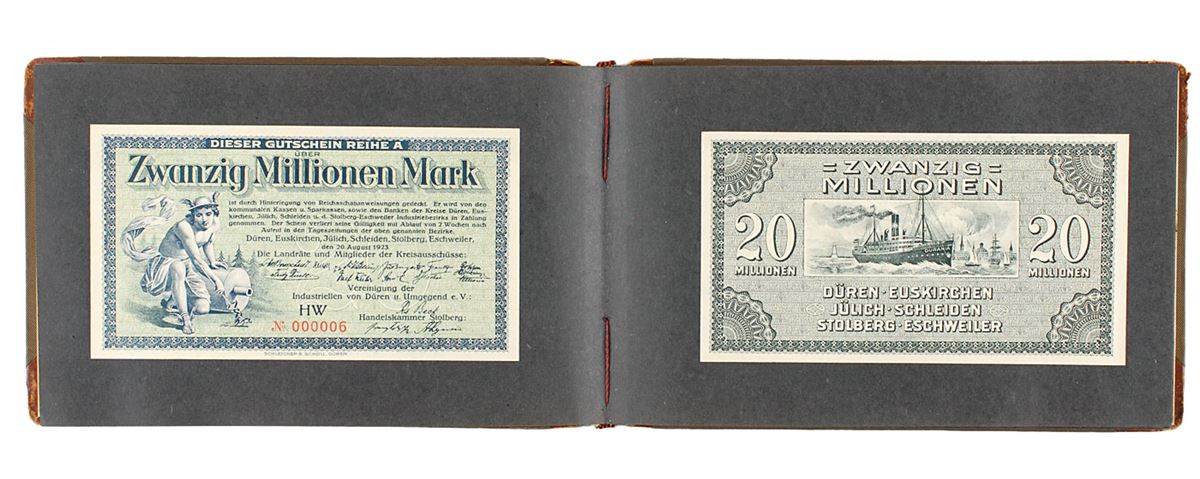 DIESER GUTSCHEIN REIHE A
ÜBER
Zwanzig Millionen Mark
ist durch Hinterlegung von Reichsschatzanweisungen gedeckt. Er wird von den
kommunalen Kassen u. Sparkassen, sowie den Banken der Kreise Düren, Eus-
kirchen, Jülich, Schleiden u. d. Stolberg-Eschweiler Industriebezirks in Zahlung
genommen. Der Schein verliert seine Gültigkeit mit Ablauf von 2 Wochen nach
Aufruf in den Tageszeitungen der oben genannten Bezirke.
Düren, Euskirchen, Jülich, Schleiden, Stolberg, Eschweiler,
den 20. August 1923.
Die Landräte und Mitglieder der Kreisausschüsse:
Vereinigung der
Industriellen von Düren u. Umgegend e. V.:
HW
Handelskammer Stolberg:
No 000006
SCHLEICHER & SCHÜLL, DÜREN
=ZWANZIG=
MILLIONEN
20 20
MILLIONEN MILLIONEN
DÜREN·EUSKIRCHEN
JÜLICH·SCHLEIDEN
STOLBERG·ESCHWEILER